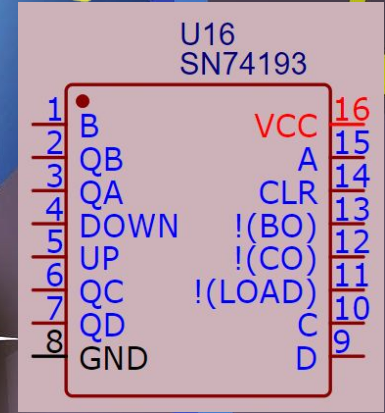 U16
SN74193
1 B
2 QB
3 QA
4 DOWN
5 UP
6 QC
7 QD
8 GND
VCC 16
A 15
CLR 14
!(BO) 13
!(CO) 12
!(LOAD) 11
C 10
D 9